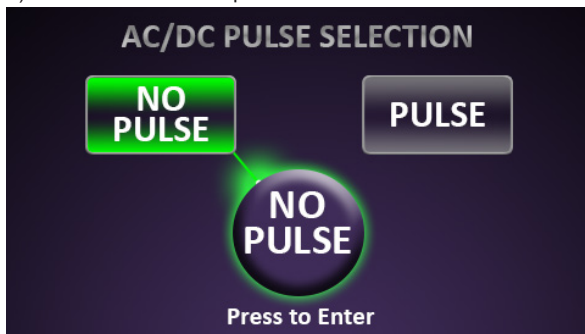 AC/DC PULSE SELECTION
NO
PULSE
PULSE
NO
PULSE
Press to Enter